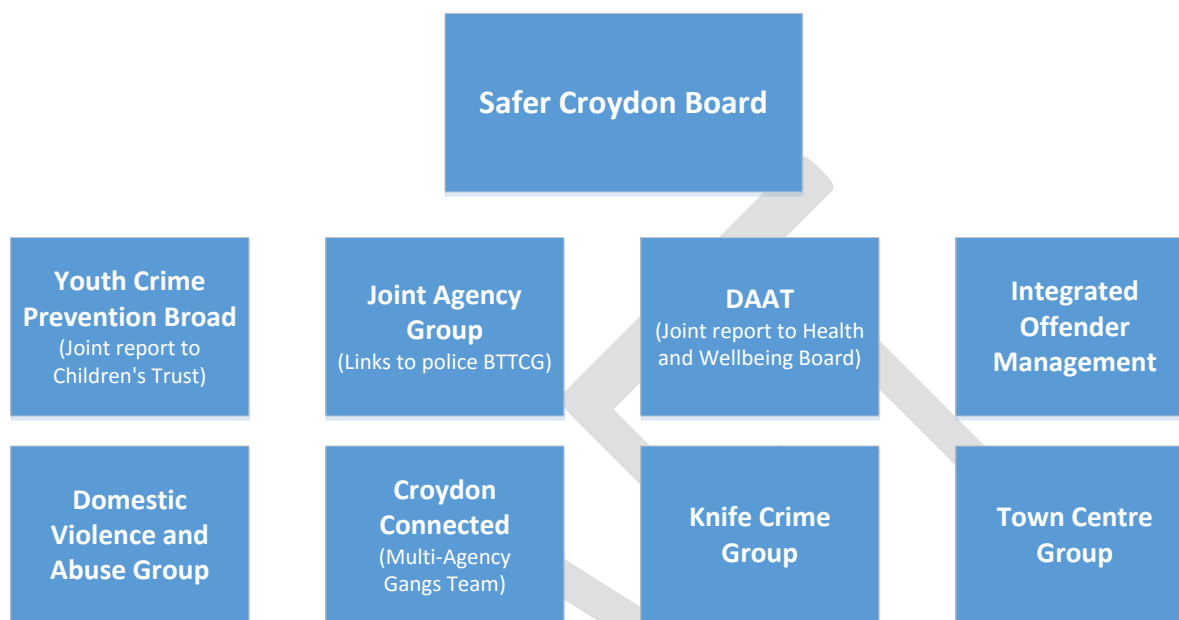 Safer Croydon Board
Youth Crime
Prevention Broad
(Joint report to
Children's Trust)
Joint Agency
Group
(Links to police BTTCG)
DAAT
(Joint report to Health
and Wellbeing Board)
Integrated
Offender
Management
Domestic
Violence and
Abuse Group
Croydon
Connected
(Multi-Agency
Gangs Team)
Knife Crime
Group
Town Centre
Group